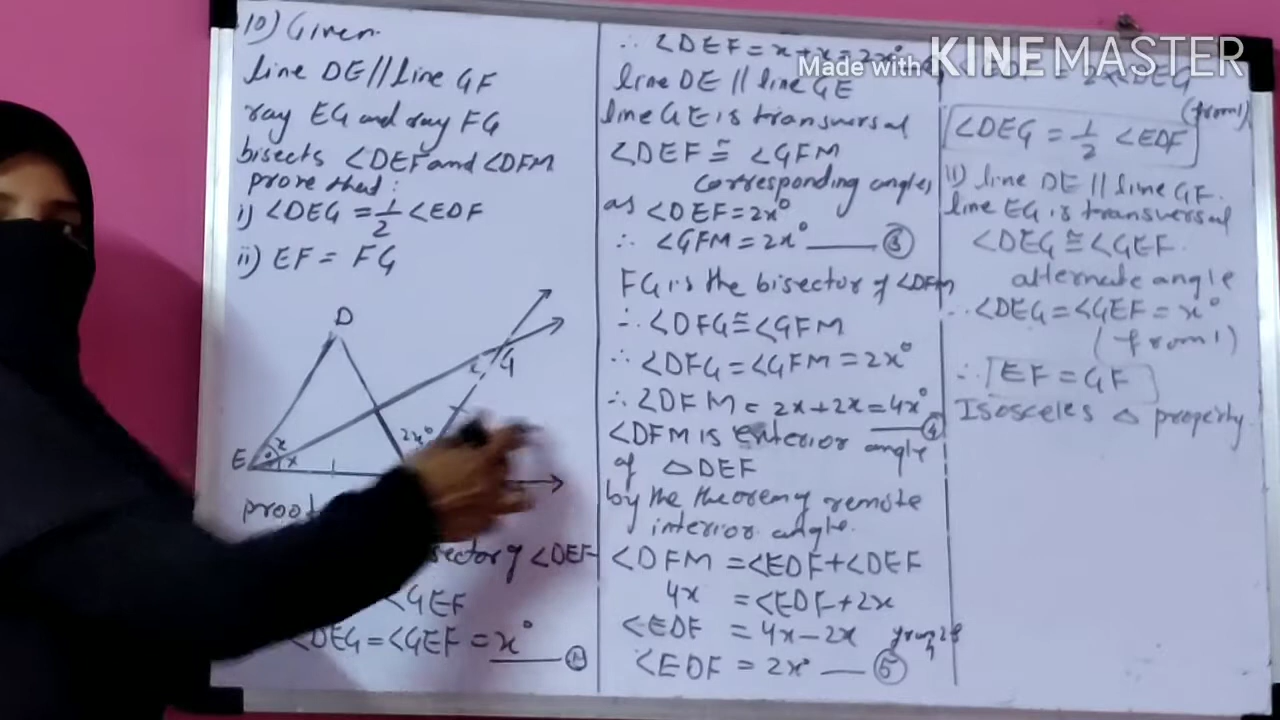 10) Given.
line DE // line GF
ray EG and ray FG
bisects <DEF and <DFM
prove that:
i) <DEG = 1/2 <EDF
ii) EF = FG
D
G
x
x
x
2x°
E
proof
sector of <DEF
<GEF
<DEG = <GEF = x°
∴ <DEF = x + x = 2x°
line DE // line GE
line GE is transversal
<DEF ≅ <GFM
corresponding angles
as <DEF = 2x°
∴ <GFM = 2x° —— ③
FG is the bisector of <DFM
∴ <DFG ≅ <GFM
∴ <DFG = <GFM = 2x°
∴ <DFM = 2x + 2x = 4x°
—— ④
<DFM is exterior angle
of △DEF
by the theorem of remote
interior angle.
<DFM = <EDF + <DEF
4x = <EDF + 2x
<EDF = 4x - 2x
<EDF = 2x° —— ⑤
<EDF = 2x <DEG
(from 1)
<DEG = 1/2 <EDF
ii) line DE // line GF.
line EG is transversal
<DEG ≅ <GEF.
alternate angle
∴ <DEG = <GEF = x°
(from 1)
∴ EF = GF
Isosceles △ property
Made with KINEMASTER